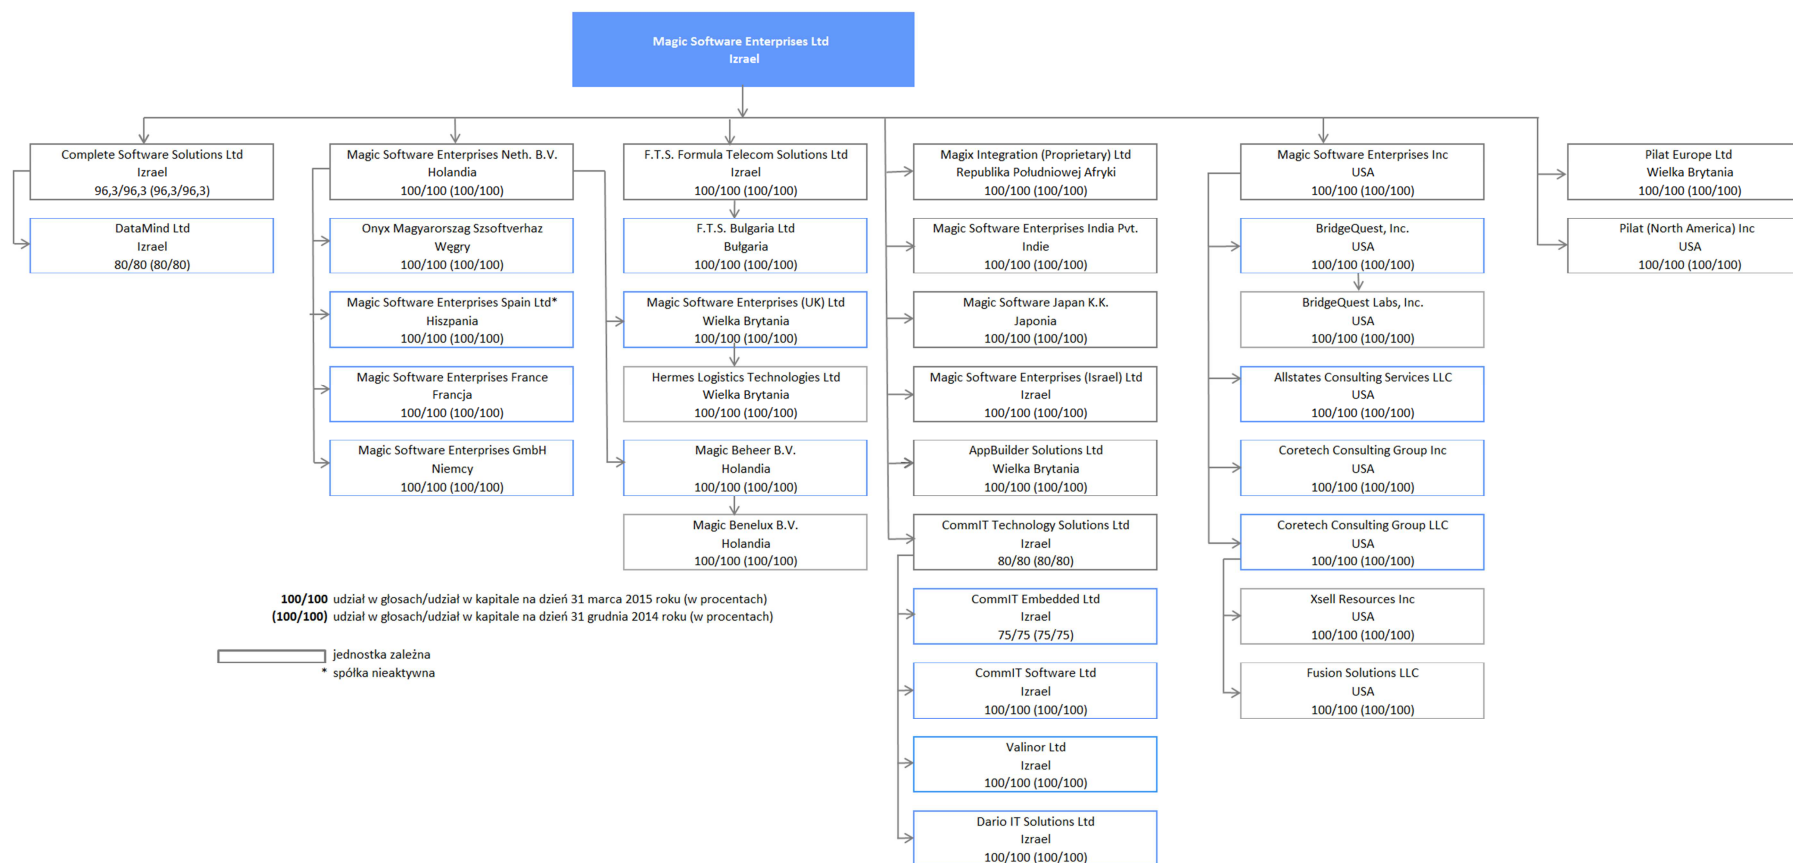 Magic Software Enterprises Ltd
Izrael
Complete Software Solutions Ltd
Izrael
96,3/96,3 (96,3/96,3)
DataMind Ltd
Izrael
80/80 (80/80)
Magic Software Enterprises Neth. B.V.
Holandia
100/100 (100/100)
Onyx Magyarorszag Szsoftverhaz
Węgry
100/100 (100/100)
Magic Software Enterprises Spain Ltd*
Hiszpania
100/100 (100/100)
Magic Software Enterprises France
Francja
100/100 (100/100)
Magic Software Enterprises GmbH
Niemcy
100/100 (100/100)
F.T.S. Formula Telecom Solutions Ltd
Izrael
100/100 (100/100)
F.T.S. Bulgaria Ltd
Bułgaria
100/100 (100/100)
Magic Software Enterprises (UK) Ltd
Wielka Brytania
100/100 (100/100)
Hermes Logistics Technologies Ltd
Wielka Brytania
100/100 (100/100)
Magic Beheer B.V.
Holandia
100/100 (100/100)
Magic Benelux B.V.
Holandia
100/100 (100/100)
Magix Integration (Proprietary) Ltd
Republika Południowej Afryki
100/100 (100/100)
Magic Software Enterprises India Pvt.
Indie
100/100 (100/100)
Magic Software Japan K.K.
Japonia
100/100 (100/100)
Magic Software Enterprises (Israel) Ltd
Izrael
100/100 (100/100)
AppBuilder Solutions Ltd
Wielka Brytania
100/100 (100/100)
CommIT Technology Solutions Ltd
Izrael
80/80 (80/80)
CommIT Embedded Ltd
Izrael
75/75 (75/75)
CommIT Software Ltd
Izrael
100/100 (100/100)
Valinor Ltd
Izrael
100/100 (100/100)
Dario IT Solutions Ltd
Izrael
100/100 (100/100)
Magic Software Enterprises Inc
USA
100/100 (100/100)
BridgeQuest, Inc.
USA
100/100 (100/100)
BridgeQuest Labs, Inc.
USA
100/100 (100/100)
Allstates Consulting Services LLC
USA
100/100 (100/100)
Coretech Consulting Group Inc
USA
100/100 (100/100)
Coretech Consulting Group LLC
USA
100/100 (100/100)
Xsell Resources Inc
USA
100/100 (100/100)
Fusion Solutions LLC
USA
100/100 (100/100)
Pilat Europe Ltd
Wielka Brytania
100/100 (100/100)
Pilat (North America) Inc
USA
100/100 (100/100)
100/100 udział w głosach/udział w kapitale na dzień 31 marca 2015 roku (w procentach)
(100/100) udział w głosach/udział w kapitale na dzień 31 grudnia 2014 roku (w procentach)
jednostka zależna
* spółka nieaktywna